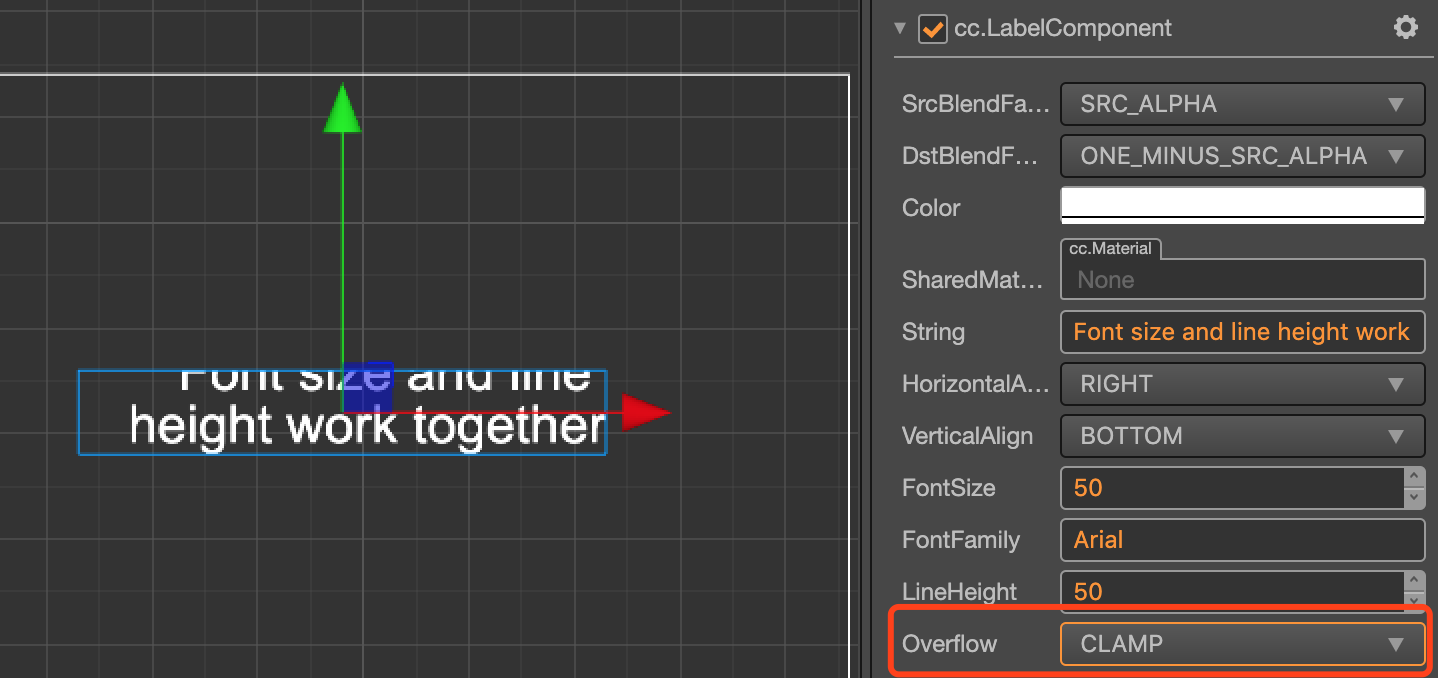 Font size and line
height work together
cc.LabelComponent
SrcBlendFa... SRC_ALPHA
DstBlendF... ONE_MINUS_SRC_ALPHA
Color
cc.Material
SharedMat... None
String Font size and line height work
HorizontalA... RIGHT
VerticalAlign BOTTOM
FontSize 50
FontFamily Arial
LineHeight 50
Overflow CLAMP